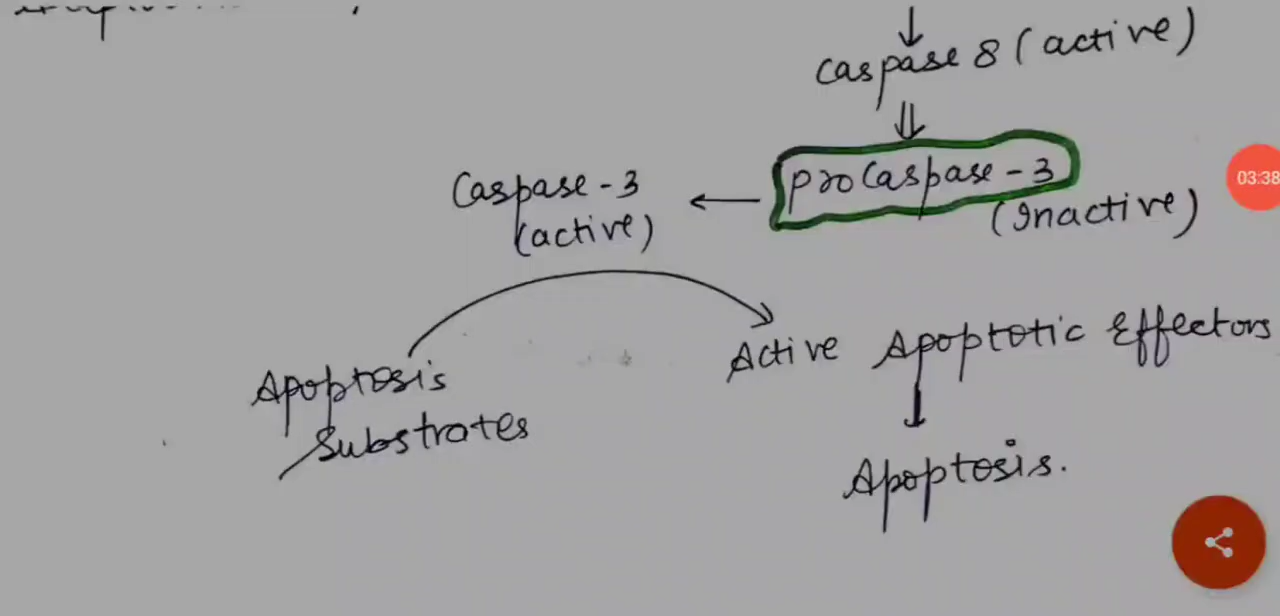 Caspase 8 (active)
Procaspase-3
(Inactive)
Caspase-3
(active)
Active Apoptotic Effectors
Apoptosis
Substrates
Apoptosis.
03:38